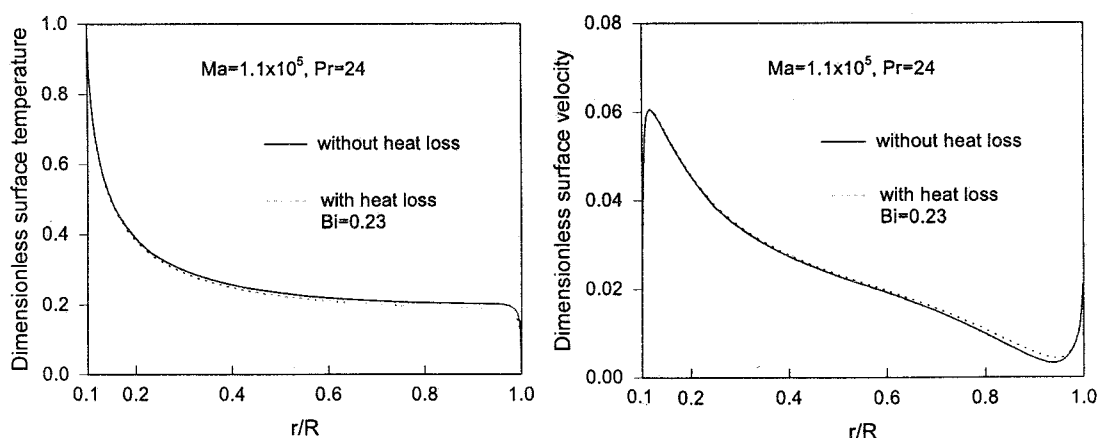 Dimensionless surface temperature
1.0
0.8
0.6
0.4
0.2
0.0
Ma=1.1x10⁵, Pr=24
without heat loss
with heat loss
Bi=0.23
0.1 0.2 0.4 0.6 0.8 1.0
r/R
Dimensionless surface velocity
0.08
0.06
0.04
0.02
0.00
Ma=1.1x10⁵, Pr=24
without heat loss
with heat loss
Bi=0.23
0.1 0.2 0.4 0.6 0.8 1.0
r/R